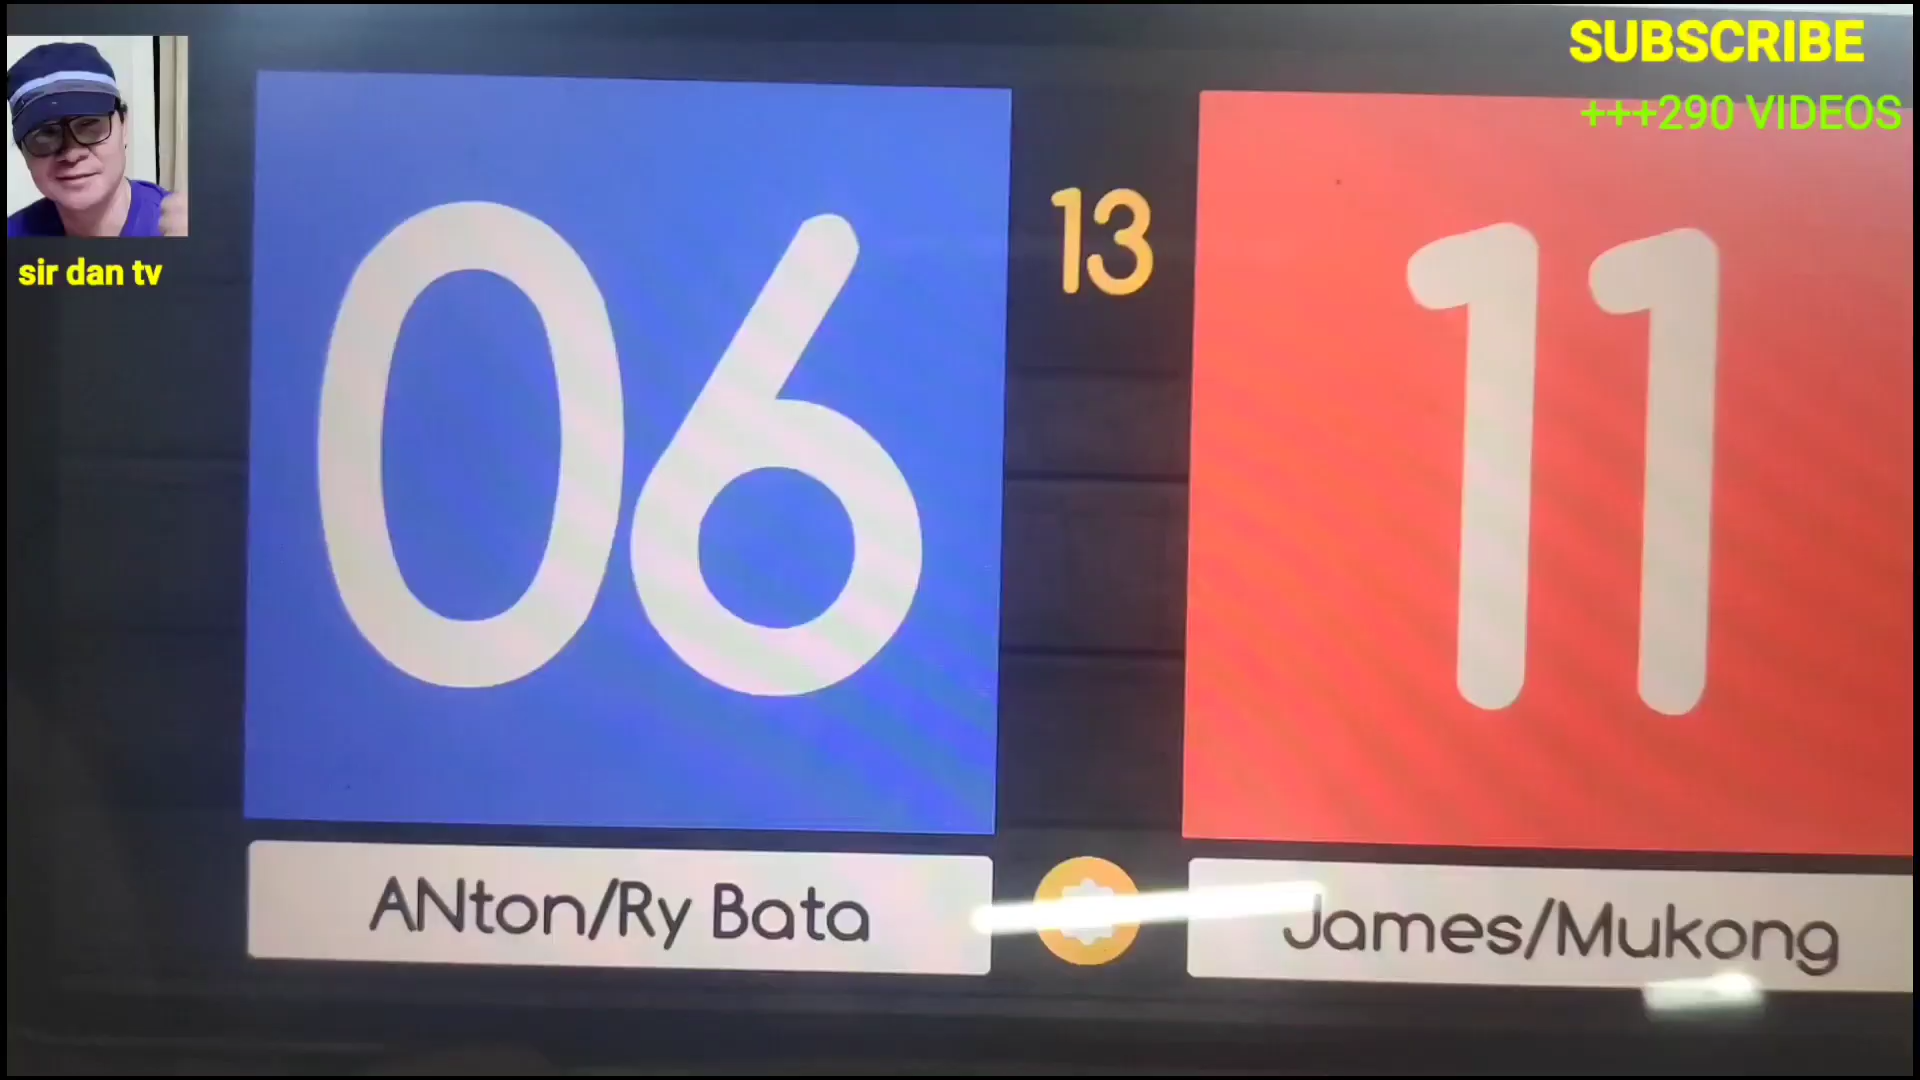 SUBSCRIBE
+++290 VIDEOS
sir dan tv
06
13
11
ANton/Ry Bata
James/Mukong